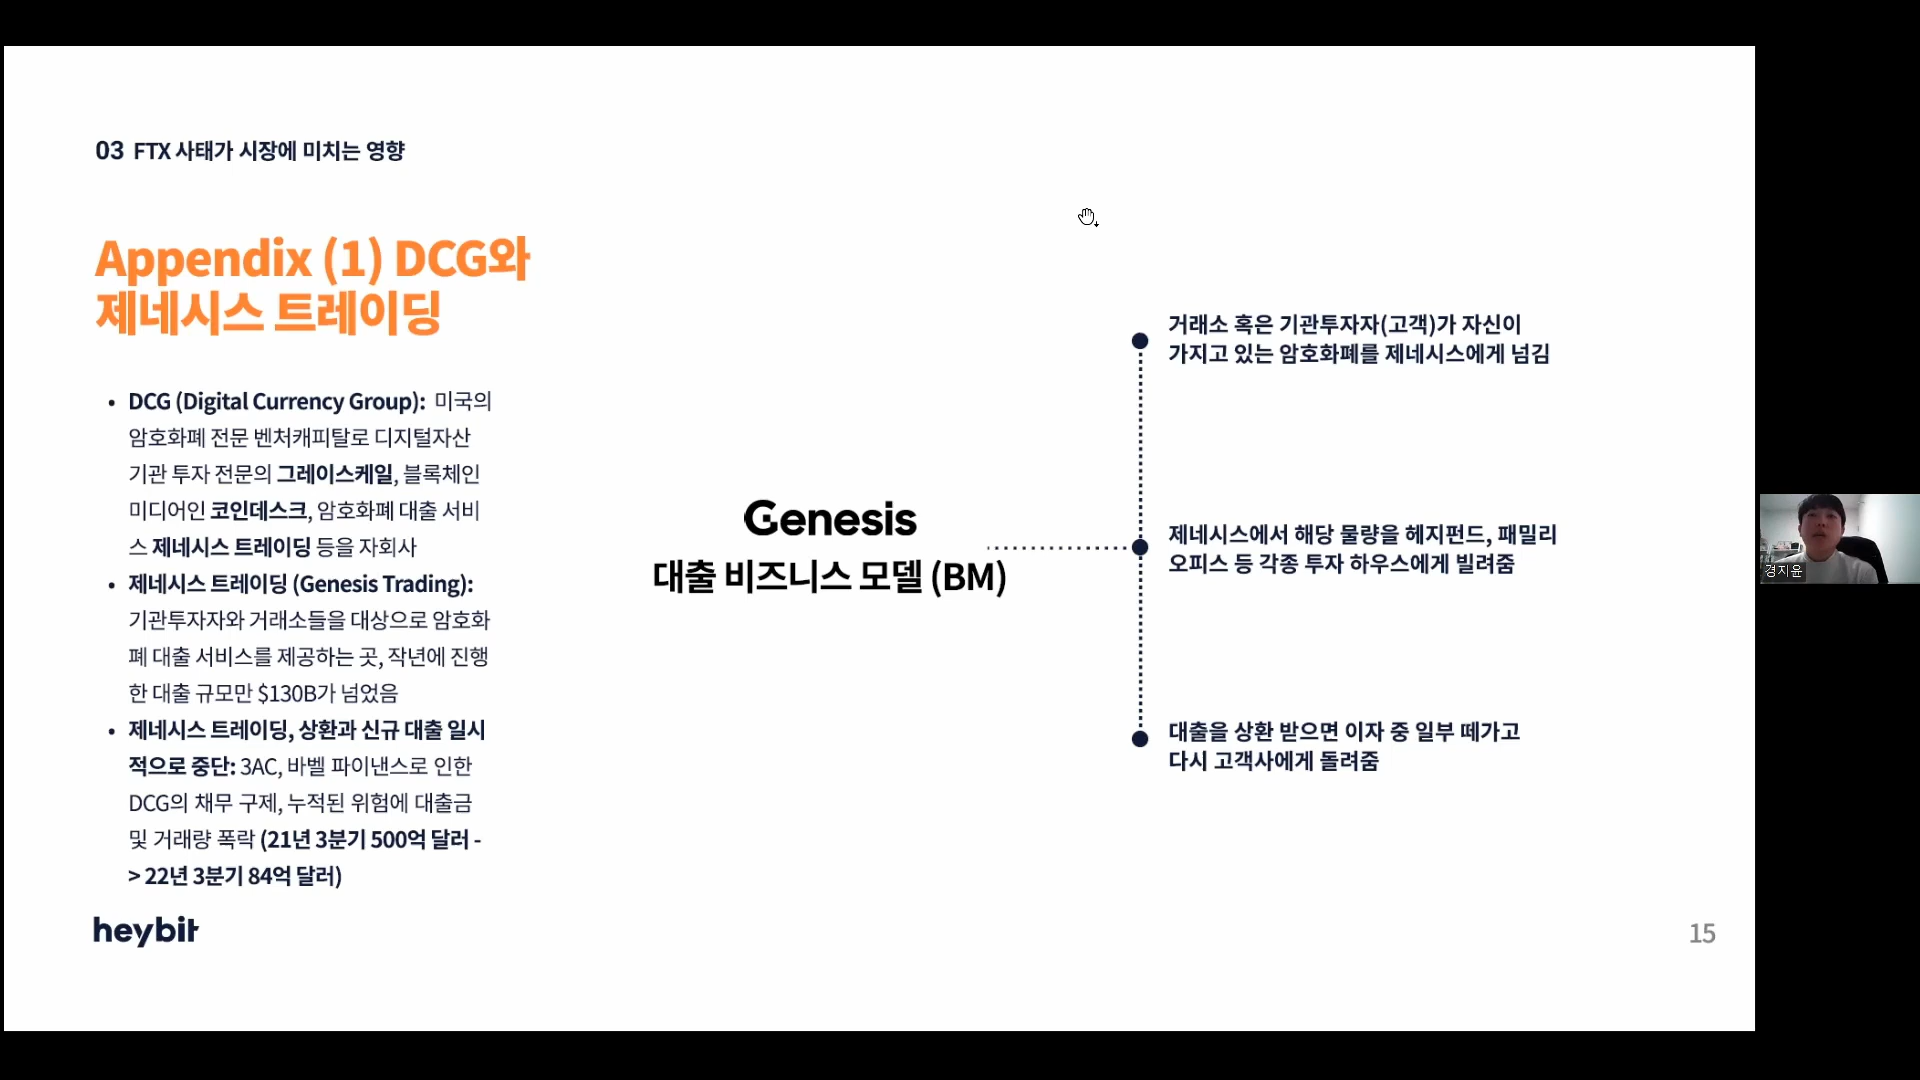 03 FTX 사태가 시장에 미치는 영향
Appendix (1) DCG와
제네시스 트레이딩
• DCG (Digital Currency Group): 미국의
암호화폐 전문 벤처캐피탈로 디지털자산
기관 투자 전문의 그레이스케일, 블록체인
미디어인 코인데스크, 암호화폐 대출 서비
스 제네시스 트레이딩 등을 자회사
• 제네시스 트레이딩 (Genesis Trading):
기관투자자와 거래소들을 대상으로 암호화
폐 대출 서비스를 제공하는 곳, 작년에 진행
한 대출 규모만 $130B가 넘었음
• 제네시스 트레이딩, 상환과 신규 대출 일시
적으로 중단: 3AC, 바벨 파이낸스로 인한
DCG의 채무 구제, 누적된 위험에 대출금
및 거래량 폭락 (21년 3분기 500억 달러 -
> 22년 3분기 84억 달러)
Genesis
대출 비즈니스 모델 (BM)
거래소 혹은 기관투자자(고객)가 자신이
가지고 있는 암호화폐를 제네시스에게 넘김
제네시스에서 해당 물량을 헤지펀드, 패밀리
오피스 등 각종 투자 하우스에게 빌려줌
대출을 상환 받으면 이자 중 일부 떼가고
다시 고객사에게 돌려줌
경지윤
heybit
15